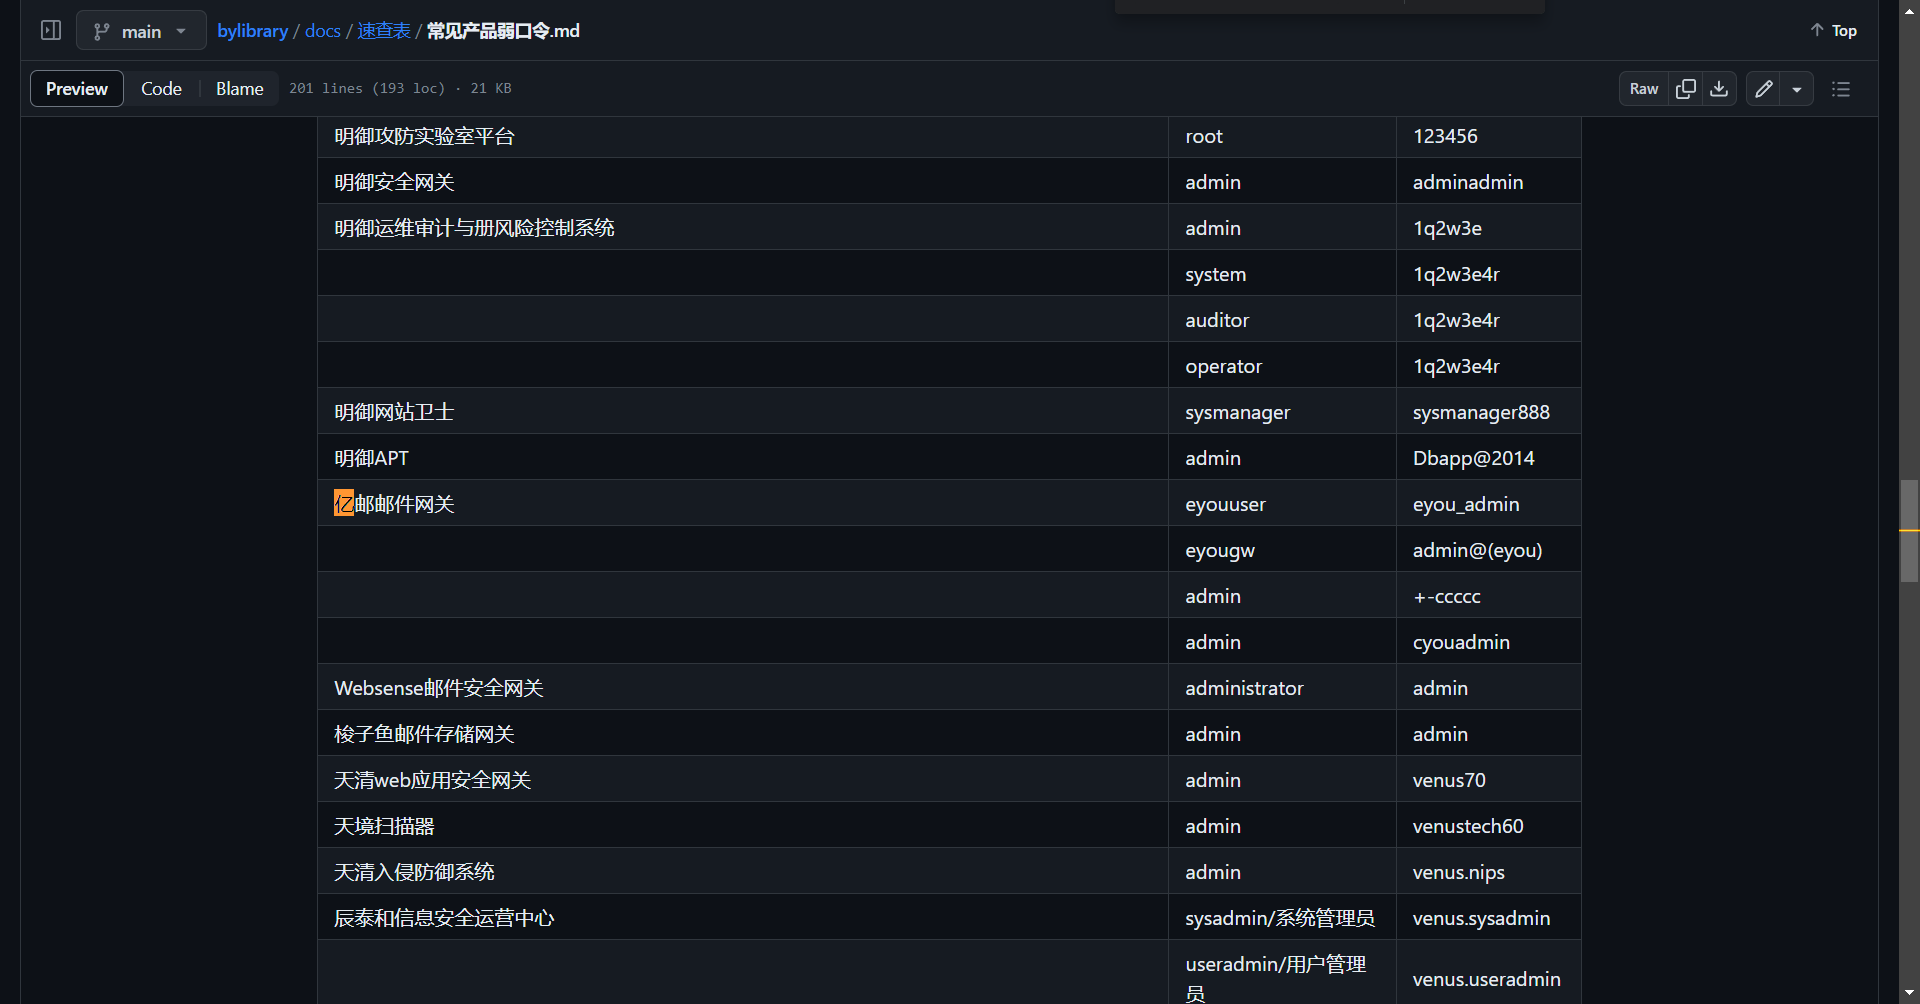 main bylibrary / docs / 速查表 / 常见产品弱口令.md Top
Preview Code Blame 201 lines (193 loc) · 21 KB Raw
明御攻防实验室平台 root 123456
明御安全网关 admin adminadmin
明御运维审计与册风险控制系统 admin 1q2w3e
system 1q2w3e4r
auditor 1q2w3e4r
operator 1q2w3e4r
明御网站卫士 sysmanager sysmanager888
明御APT admin Dbapp@2014
亿邮邮件网关 eyouuser eyou_admin
eyougw admin@(eyou)
admin +-ccccc
admin cyouadmin
Websense邮件安全网关 administrator admin
梭子鱼邮件存储网关 admin admin
天清web应用安全网关 admin venus70
天境扫描器 admin venustech60
天清入侵防御系统 admin venus.nips
辰泰和信息安全运营中心 sysadmin/系统管理员 venus.sysadmin
useradmin/用户管理
员 venus.useradmin